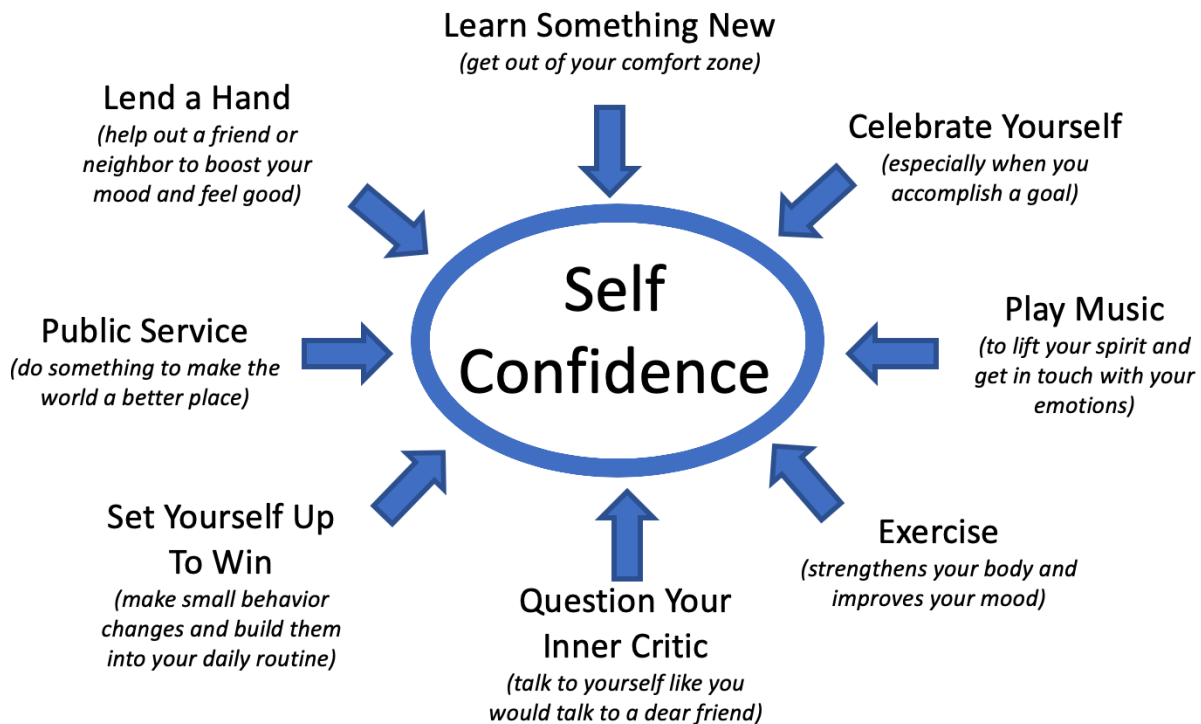 Learn Something New
(get out of your comfort zone)
Lend a Hand
(help out a friend or
neighbor to boost your
mood and feel good)
Celebrate Yourself
(especially when you
accomplish a goal)
Self
Confidence
Public Service
(do something to make the
world a better place)
Play Music
(to lift your spirit and
get in touch with your
emotions)
Set Yourself Up
To Win
(make small behavior
changes and build them
into your daily routine)
Question Your
Inner Critic
(talk to yourself like you
would talk to a dear friend)
Exercise
(strengthens your body and
improves your mood)